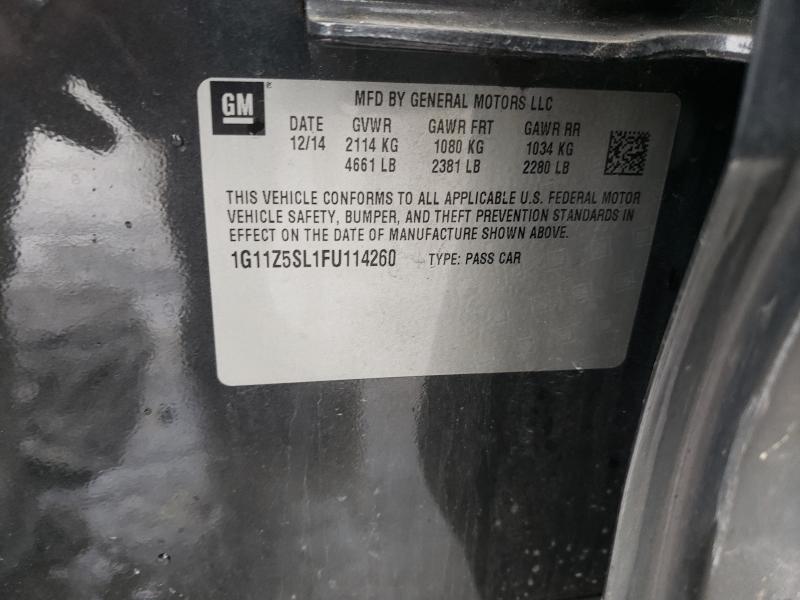 GM MFD BY GENERAL MOTORS LLC
DATE GVWR GAWR FRT GAWR RR
12/14 2114 KG 1080 KG 1034 KG
4661 LB 2381 LB 2280 LB
THIS VEHICLE CONFORMS TO ALL APPLICABLE U.S. FEDERAL MOTOR
VEHICLE SAFETY, BUMPER, AND THEFT PREVENTION STANDARDS IN
EFFECT ON THE DATE OF MANUFACTURE SHOWN ABOVE.
1G11Z5SL1FU114260 TYPE: PASS CAR